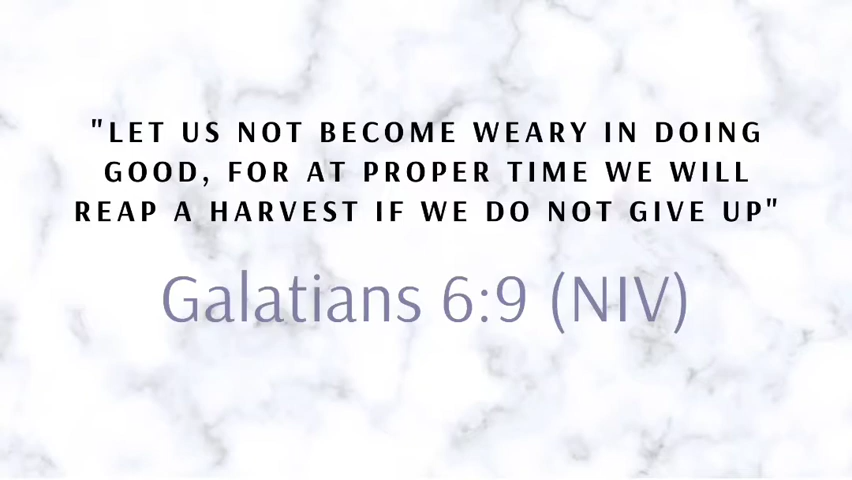 "LET US NOT BECOME WEARY IN DOING
GOOD, FOR AT PROPER TIME WE WILL
REAP A HARVEST IF WE DO NOT GIVE UP"
Galatians 6:9 (NIV)